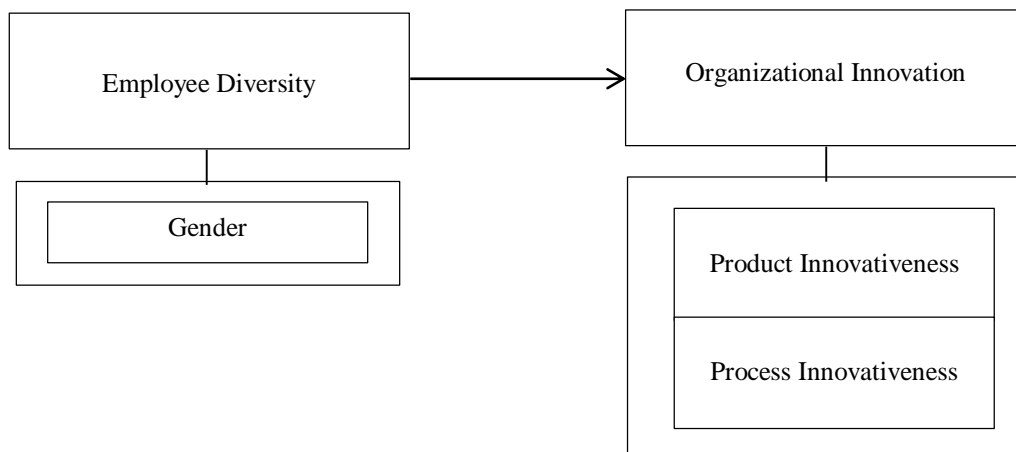 Employee Diversity
Organizational Innovation
Gender
Product Innovativeness
Process Innovativeness